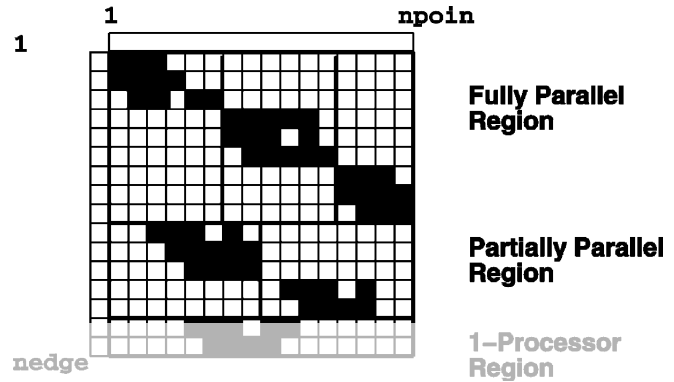 1 npoin
1
Fully Parallel
Region
Partially Parallel
Region
1-Processor
Region
nedge